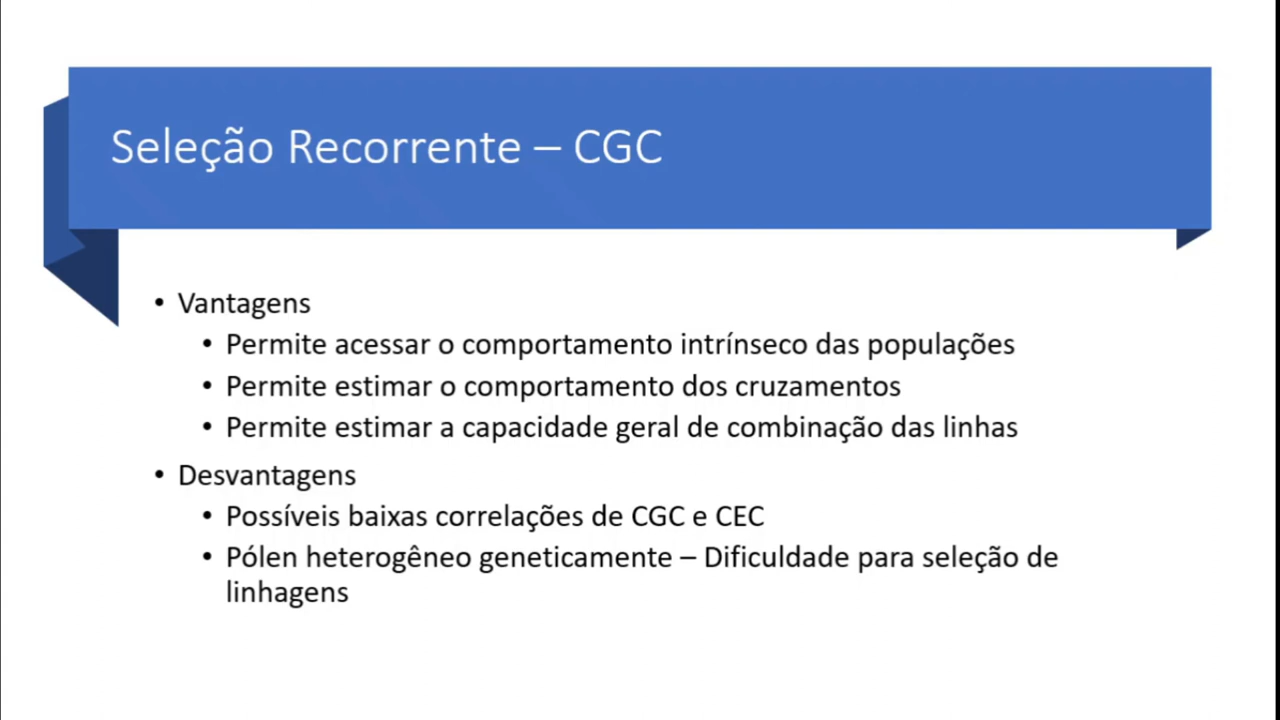 Seleção Recorrente – CGC
• Vantagens
• Permite acessar o comportamento intrínseco das populações
• Permite estimar o comportamento dos cruzamentos
• Permite estimar a capacidade geral de combinação das linhas
• Desvantagens
• Possíveis baixas correlações de CGC e CEC
• Pólen heterogêneo geneticamente – Dificuldade para seleção de
linhagens